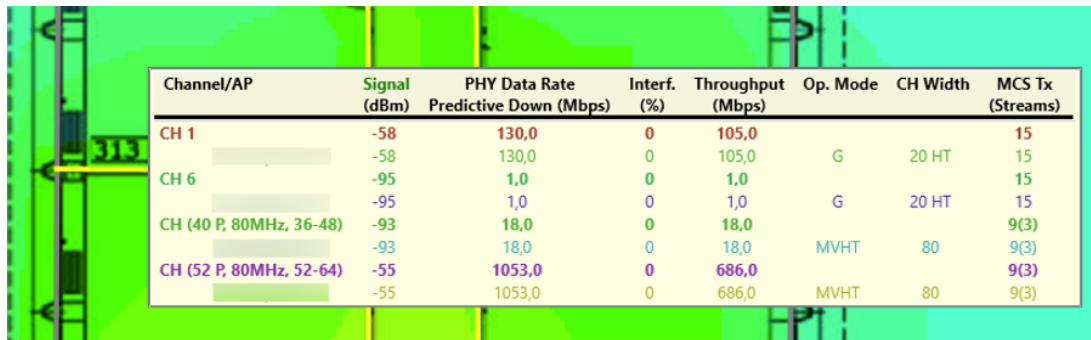 Channel/AP Signal PHY Data Rate Interf. Throughput Op. Mode CH Width MCS Tx
(dBm) Predictive Down (Mbps) (%) (Mbps) (Streams)
CH 1 -58 130,0 0 105,0 15
-58 130,0 0 105,0 G 20 HT 15
313
CH 6 -95 1,0 0 1,0 15
-95 1,0 0 1,0 G 20 HT 15
CH (40 P, 80MHz, 36-48) -93 18,0 0 18,0 9(3)
-93 18,0 0 18,0 MVHT 80 9(3)
CH (52 P, 80MHz, 52-64) -55 1053,0 0 686,0 9(3)
-55 1053,0 0 686,0 MVHT 80 9(3)